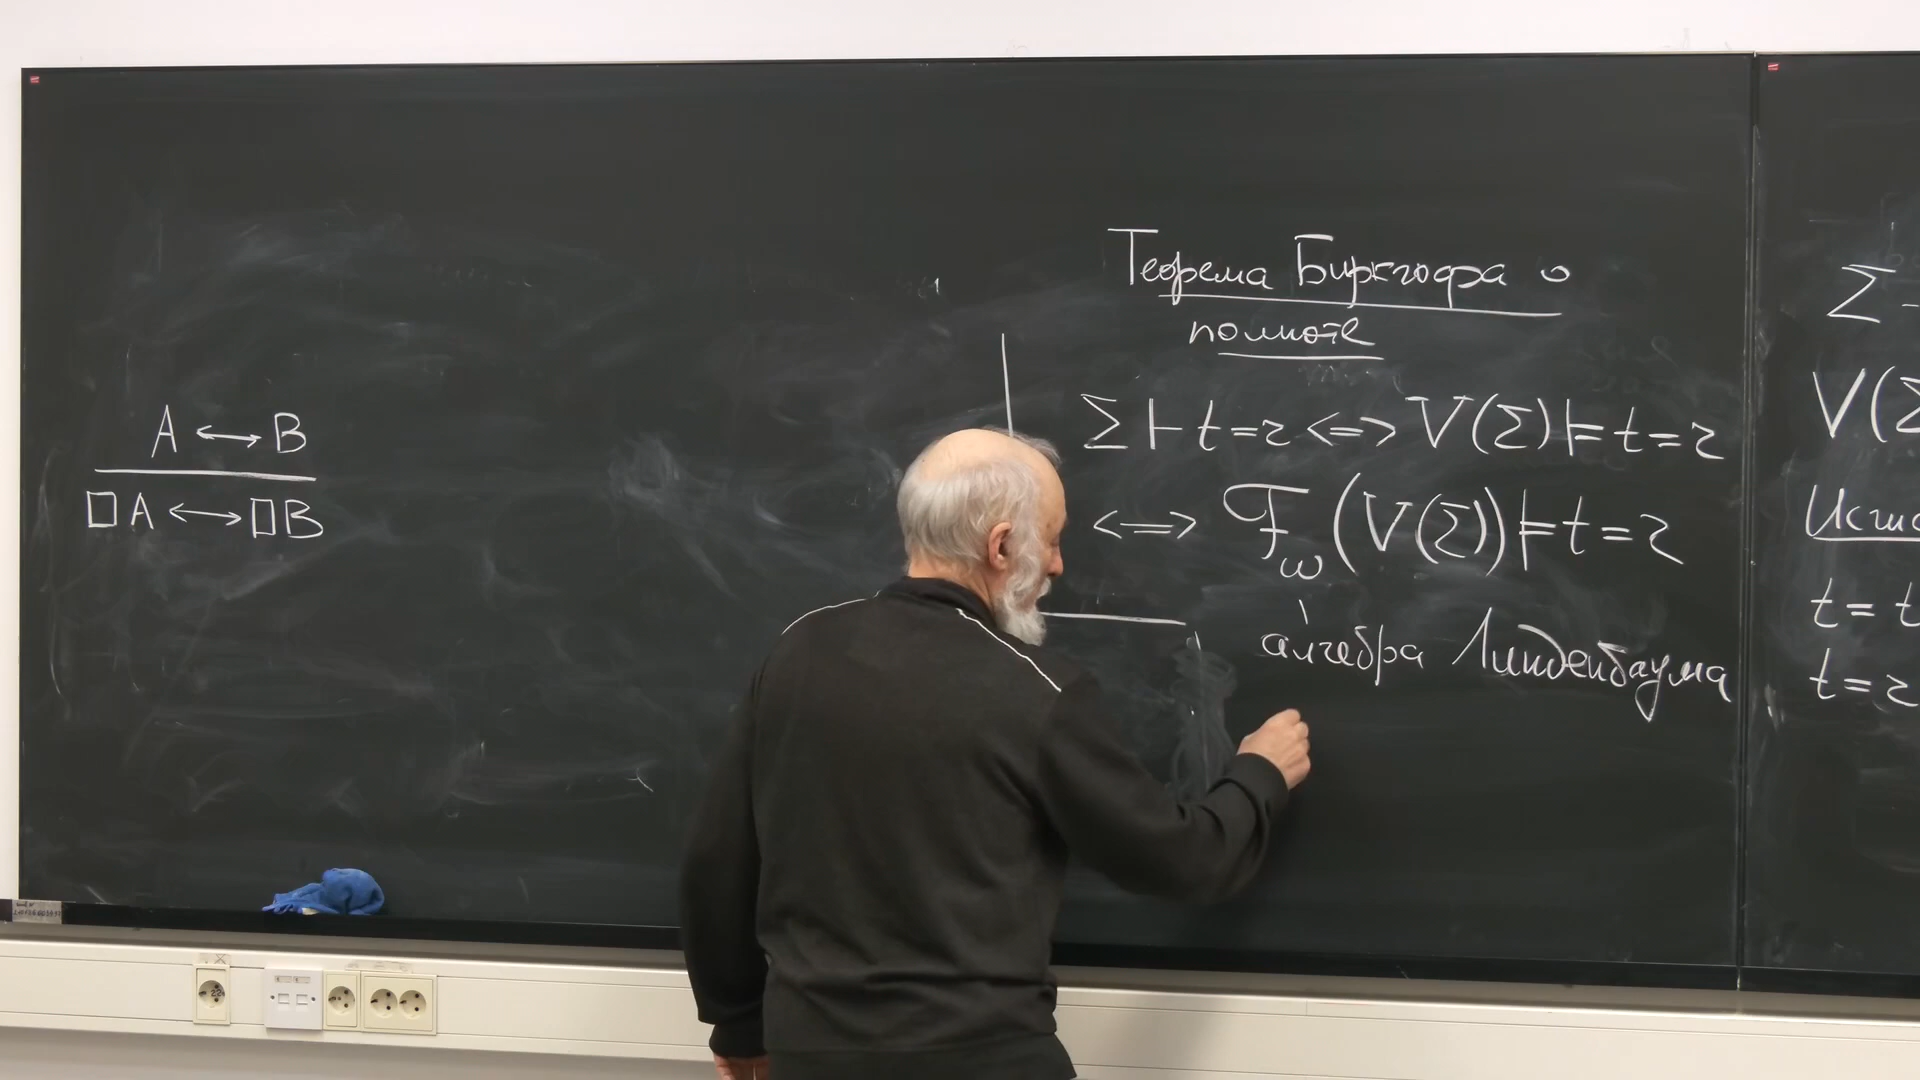 A ↔ B
□A ↔ □B
Теорема Биркгофа о
полноте
Σ ⊢ t = r <=> V(Σ) ⊨ t = r
<=> F_ω(V(Σ)) ⊨ t = r
алгебра Линденбаума
Σ
V(Σ
t = t
t = r